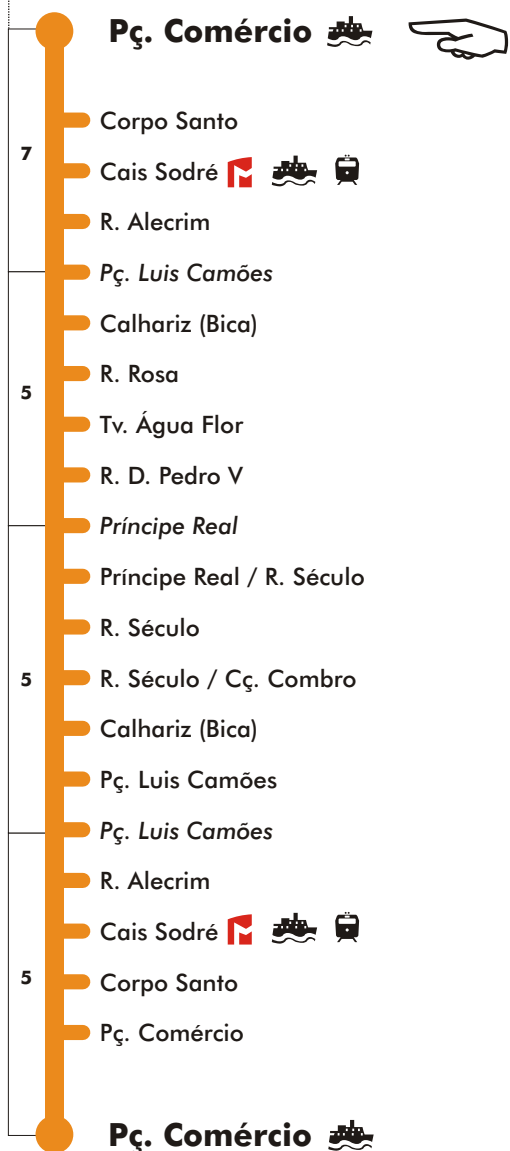 Pç. Comércio
Corpo Santo
7
Cais Sodré
R. Alecrim
Pç. Luis Camões
Calhariz (Bica)
R. Rosa
5
Tv. Água Flor
R. D. Pedro V
Príncipe Real
Príncipe Real / R. Século
R. Século
5
R. Século / Cç. Combro
Calhariz (Bica)
Pç. Luis Camões
Pç. Luis Camões
R. Alecrim
Cais Sodré
5
Corpo Santo
Pç. Comércio
Pç. Comércio